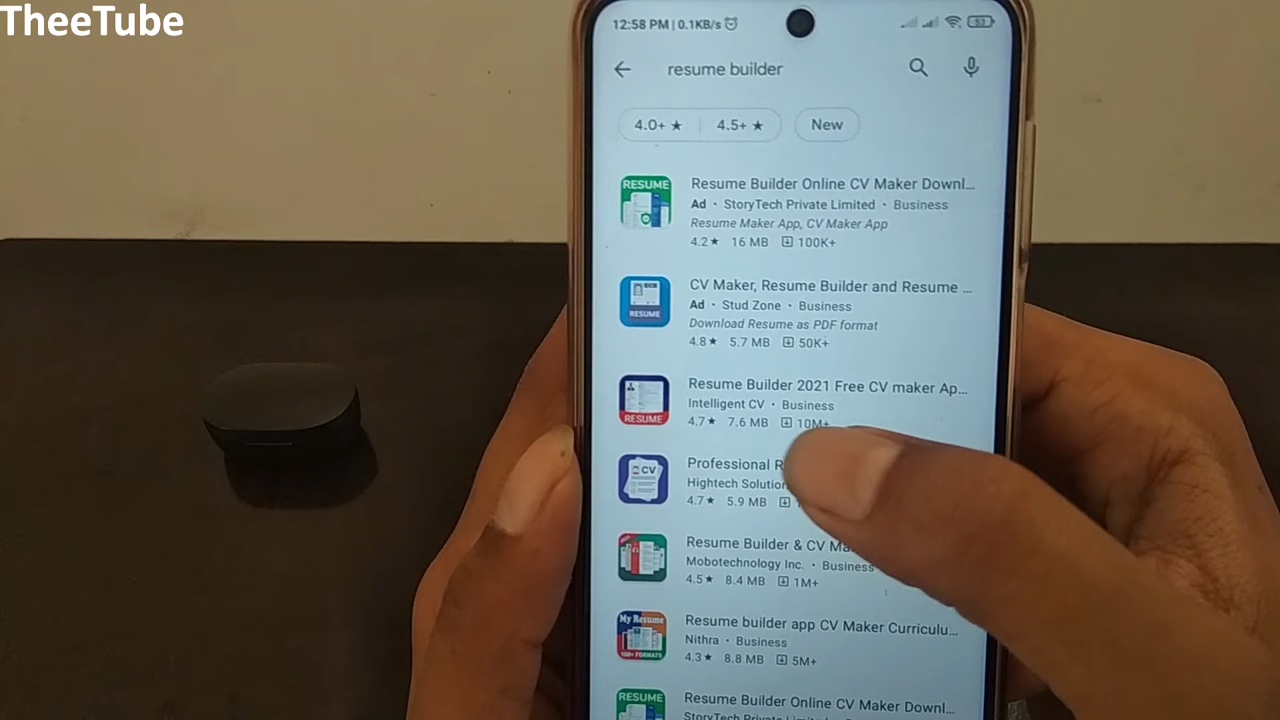 TheeTube
12:58 PM | 0.1KB/s
53
resume builder
4.0+ ★ 4.5+ ★ New
RESUME
Resume Builder Online CV Maker Downl...
Ad • StoryTech Private Limited • Business
Resume Maker App, CV Maker App
4.2★ 16 MB 100K+
RESUME
CV Maker, Resume Builder and Resume ...
Ad • Stud Zone • Business
Download Resume as PDF format
4.8★ 5.7 MB 50K+
RESUME
Resume Builder 2021 Free CV maker Ap...
Intelligent CV • Business
4.7★ 7.6 MB 10M+
CV
Professional
Hightech
4.7★ 5.9 MB
Resume Builder & CV
Mobotechnology Inc. • Business
4.5★ 8.4 MB 1M+
My Resume
Resume builder app CV Maker Curriculu...
Nithra • Business
4.3★ 8.8 MB 5M+
RESUME
Resume Builder Online CV Maker Downl...
StoryTech Private Limited